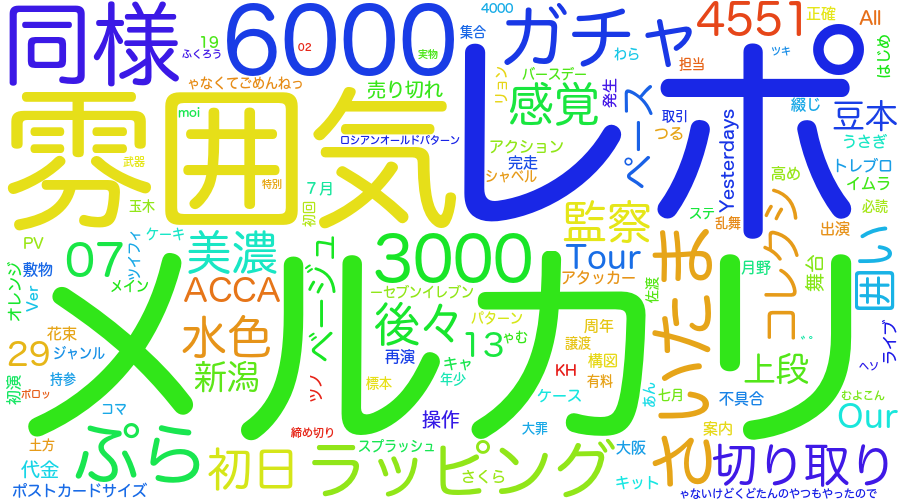 同様
19
ふくろう
6000
02
4000
集合
実物
ガチャ
わら
4551
正確
All
担当
ツキ
はじめ
ゃなくてごめんねっ
売り切れ
リヨン
バースデー
発生
moi
ロシアンオールドパターン
感覚
ペース
取引
つる
綴じ
豆本
うさぎ
雰囲気
レポ
武器
特別
アクション
完走
シャベル
Yesterdays
高め
トレブロ
イムラ
必読
玉木
7月
初回
ステ
乱舞
出演
PV
ケーキ
ツイフィ
07
美濃
ベージュ
3000
監察
Tour
アタッカー
佐渡
さいたま
月野
コレクシ
舞台
囲い
オレンジ
敷物
Ver
メイン
ACCA
ーセブンイレブン
メルカリ
花束
水色
後々
パターン
13
ゃむ
周年
譲渡
゛゜
ライブ
29
ジャンル
再演
キャ
構図
上段
ヘソ
初演
持参
新潟
ツノ
標本
年少
KH
有料
ポロッ
コマ
ケース
あん
七月
不具合
むよこん
Our
操作
土方
ぷら
締め切り
スプラッシュ
大罪
大阪
案内
代金
初日
ラッピング
さくら
キット
切り取り
ポストカードサイズ
ゃないけどくどたんのやつもやったので